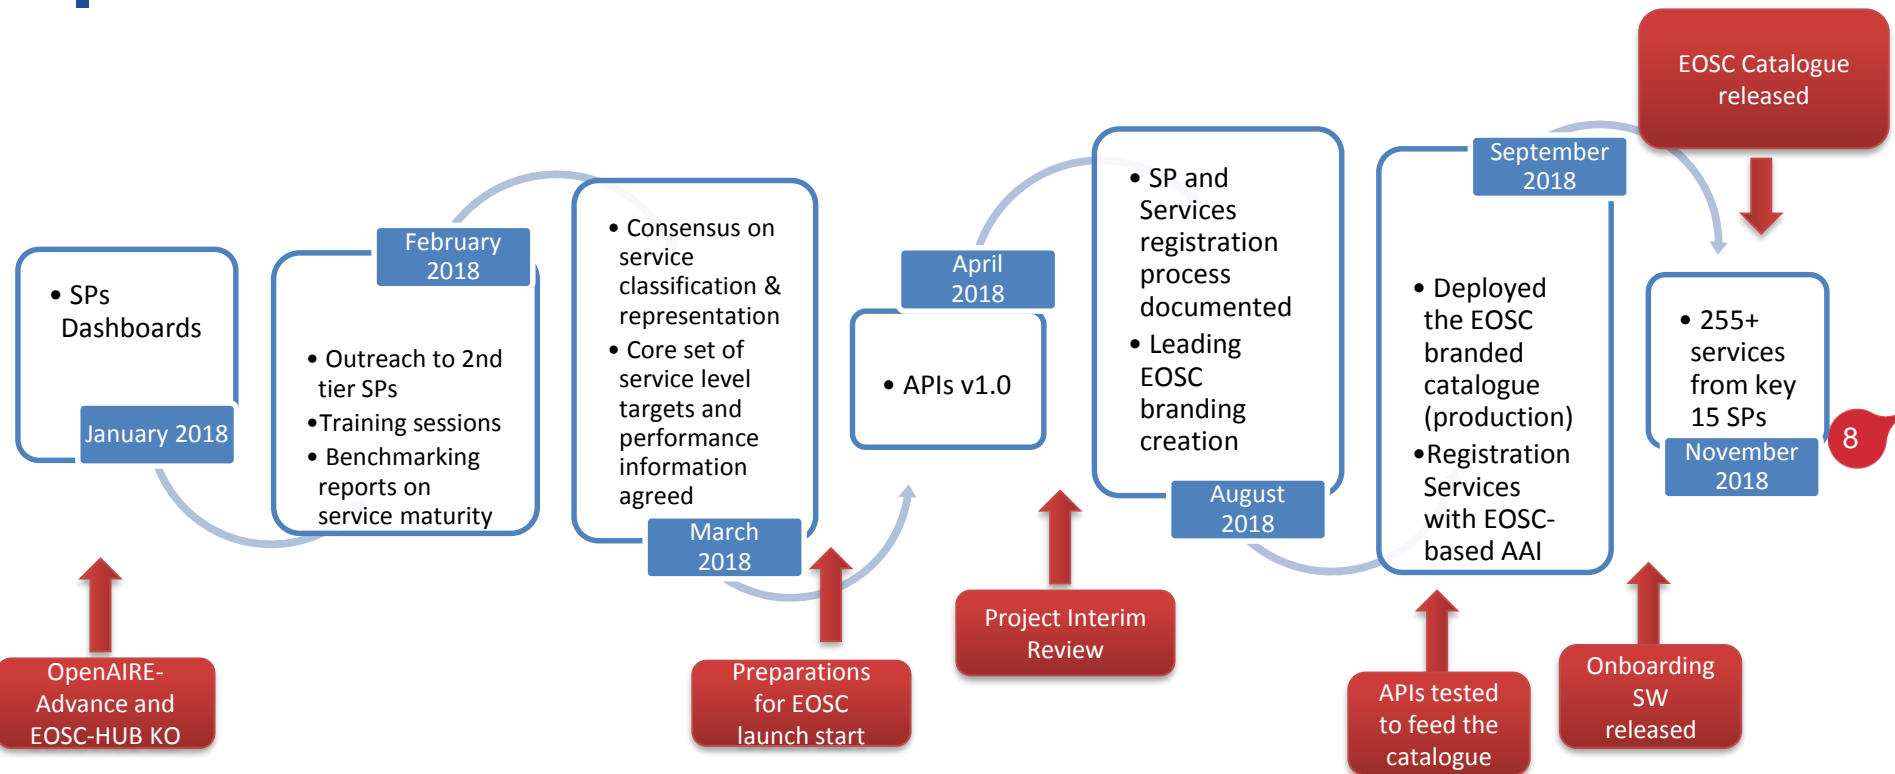 EOSC Catalogue
released
• SPs
Dashboards
January 2018
February
2018
• Outreach to 2nd
tier SPs
•Training sessions
• Benchmarking
reports on
service maturity
• Consensus on
service
classification &
representation
• Core set of
service level
targets and
performance
information
agreed
March
2018
April
2018
• APIs v1.0
• SP and
Services
registration
process
documented
• Leading
EOSC
branding
creation
August
2018
September
2018
• Deployed
the EOSC
branded
catalogue
(production)
•Registration
Services
with EOSC-
based AAI
• 255+
services
from key
15 SPs
November
2018
8
OpenAIRE-
Advance and
EOSC-HUB KO
Preparations
for EOSC
launch start
Project Interim
Review
APIs tested
to feed the
catalogue
Onboarding
SW
released